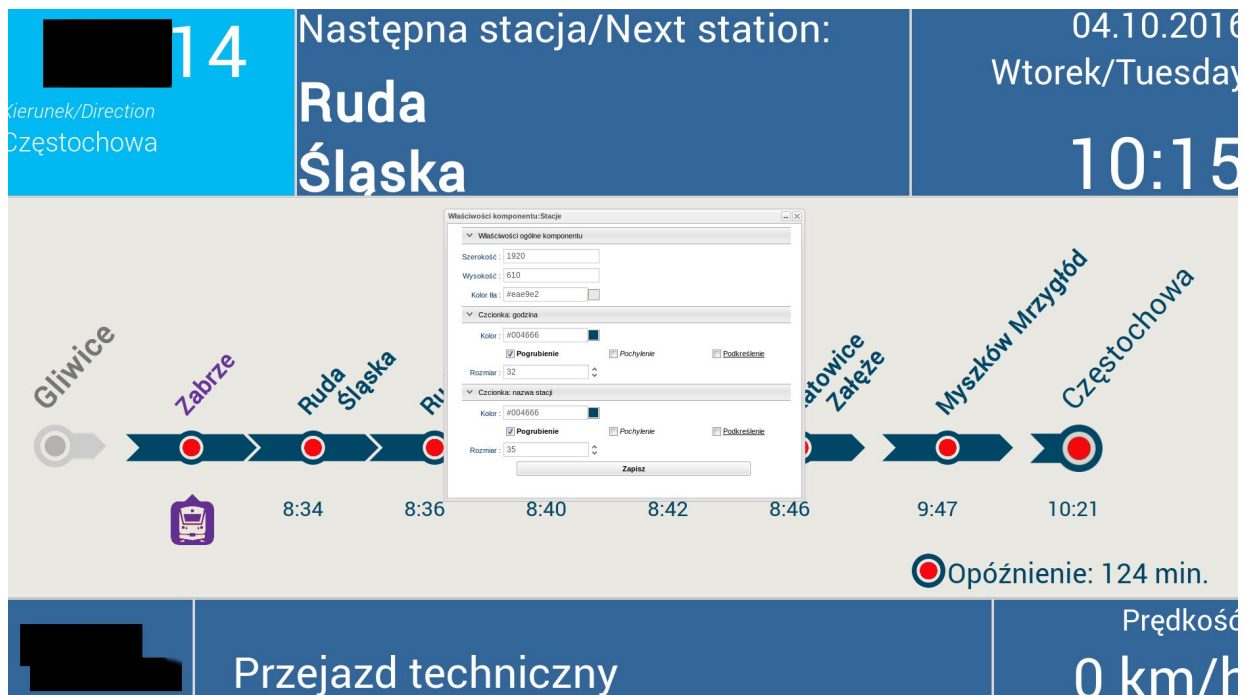 14
Kierunek/Direction
Częstochowa
Następna stacja/Next station:
Ruda
Śląska
04.10.2016
Wtorek/Tuesday
10:15
Właściwości komponentu:Stacje
Właściwości ogólne komponentu
Szerokość : 1920
Wysokość : 610
Kolor tła : #eae9e2
Czcionka: godzina
Kolor : #004666
Pogrubienie Pochylenie Podkreślenie
Rozmiar : 32
Czcionka: nazwa stacji
Kolor : #004666
Pogrubienie Pochylenie Podkreślenie
Rozmiar : 35
Zapisz
Gliwice
Zabrze
Ruda
Śląska
Załęże
Myszków Mrzygłód
Częstochowa
8:34 8:36 8:40 8:42 8:46 9:47 10:21
Opóźnienie: 124 min.
Przejazd techniczny
Prędkość
0 km/h